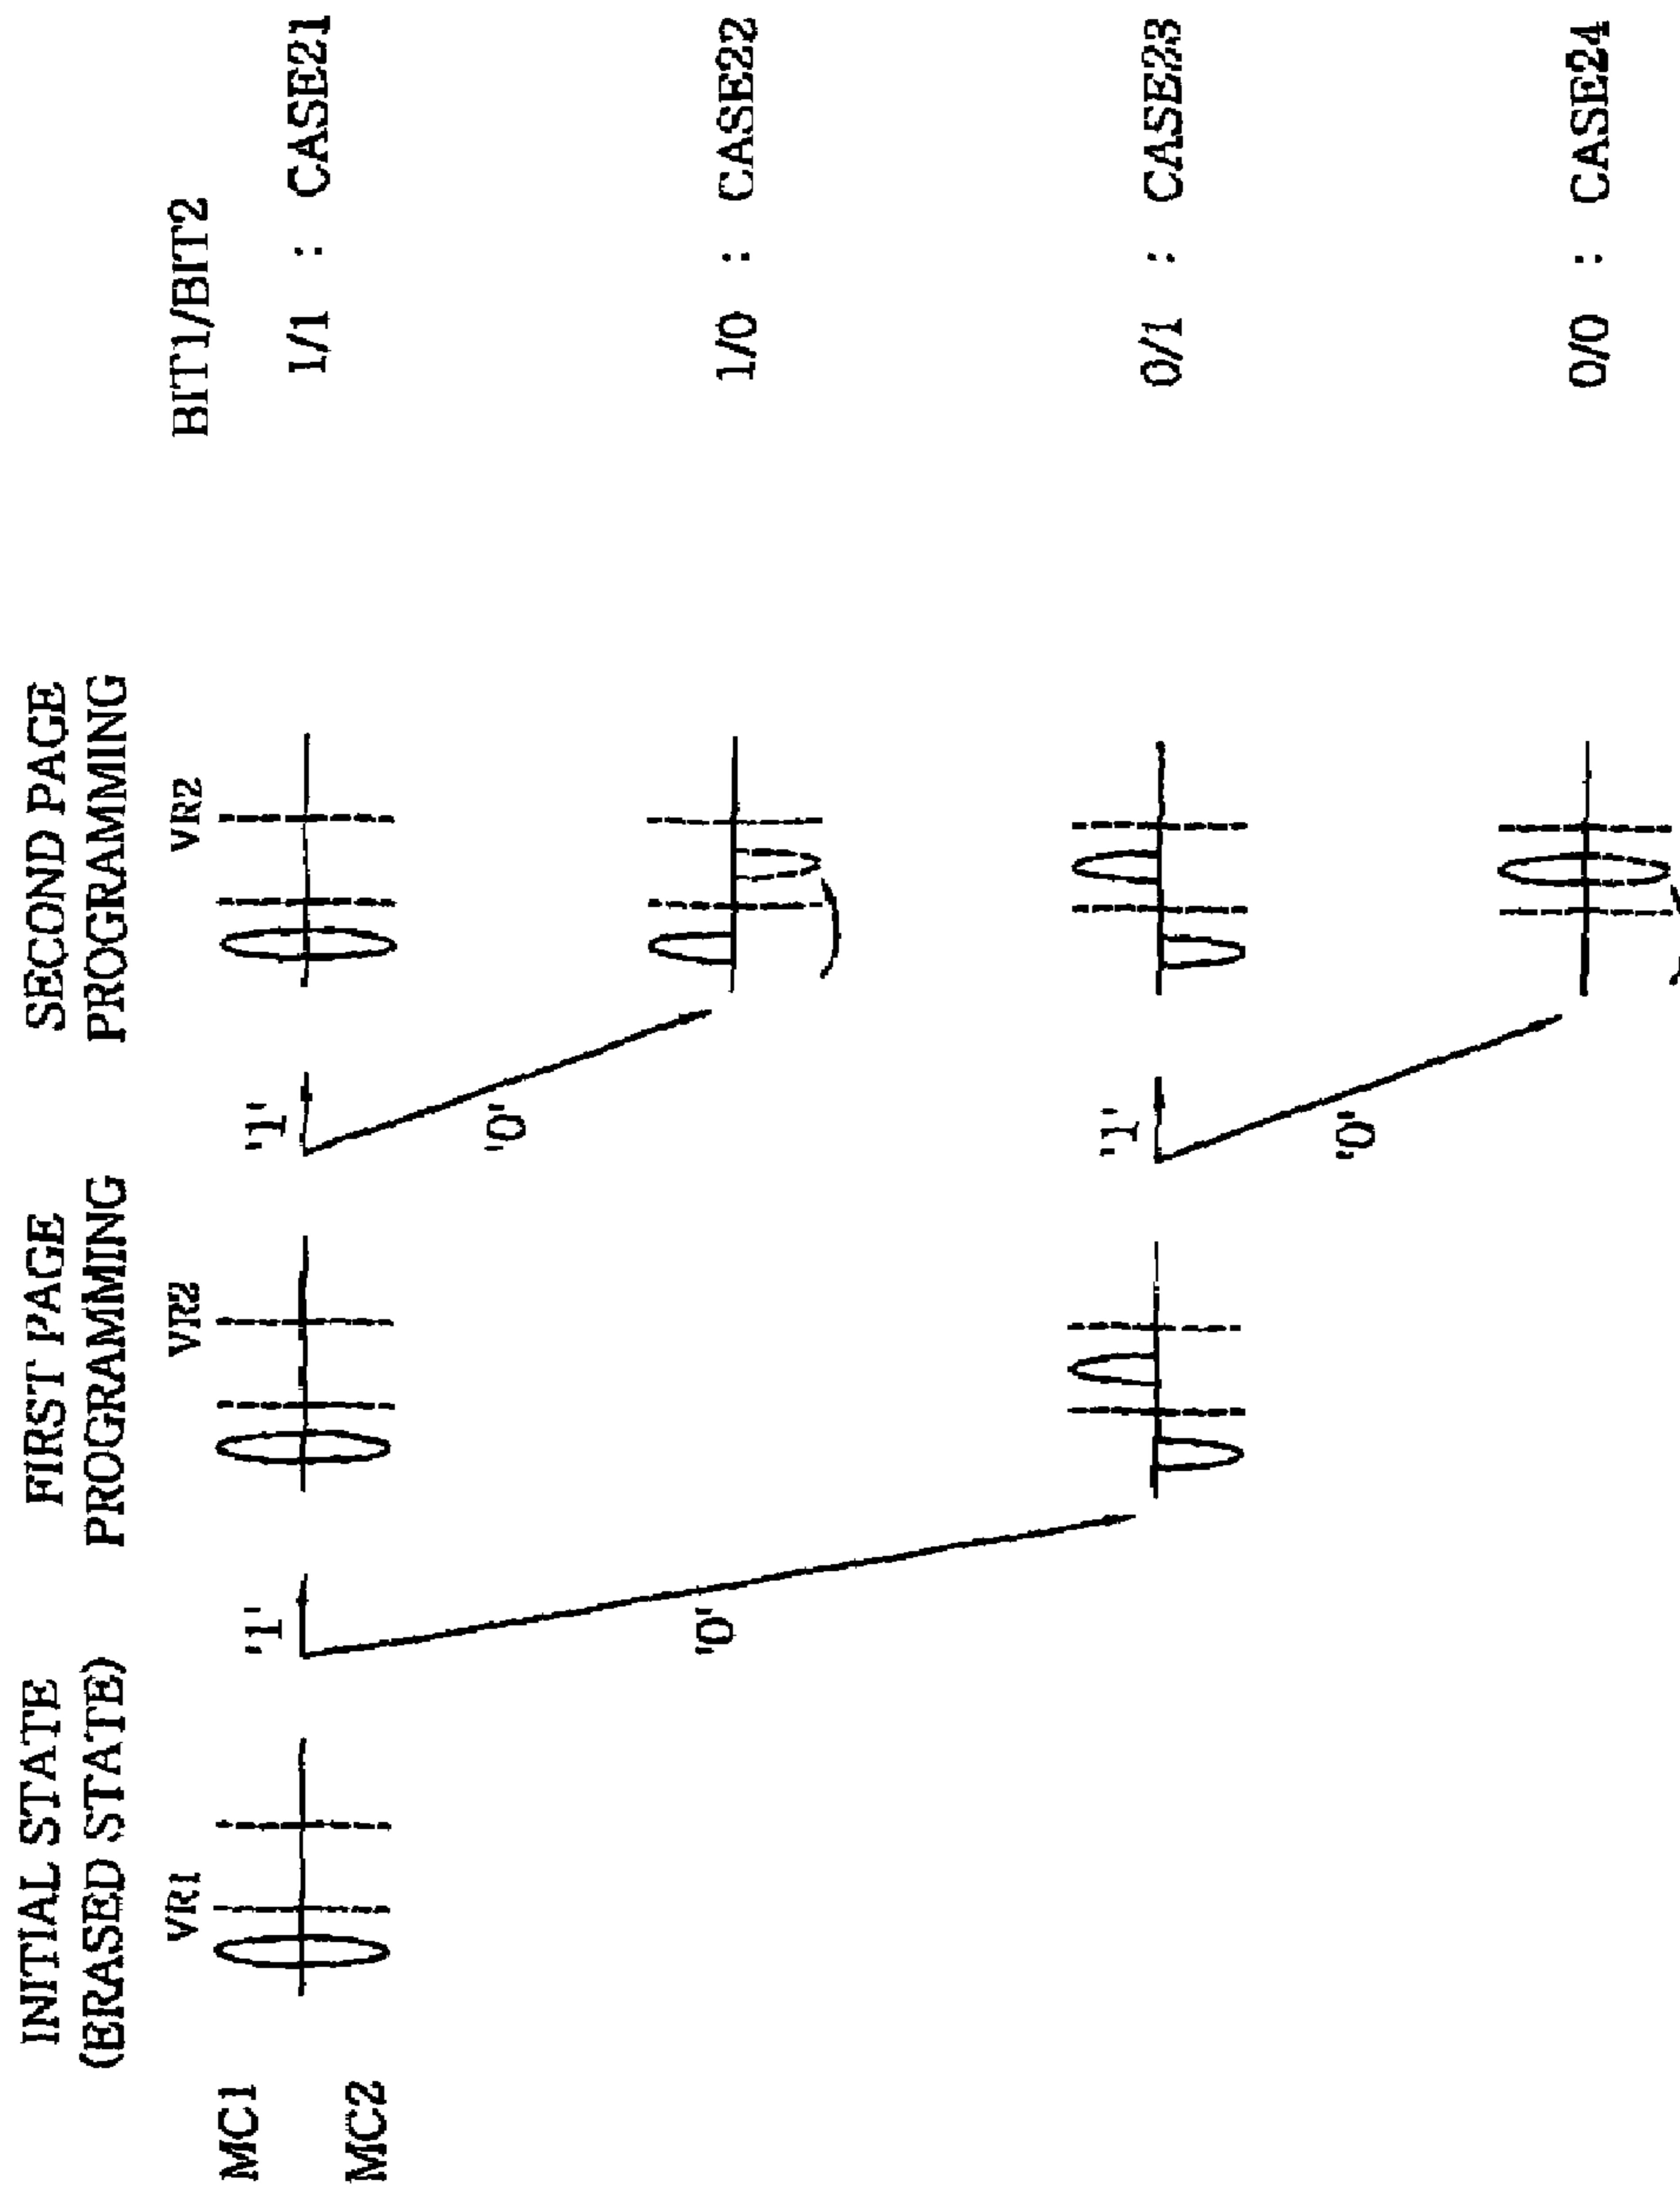 INITIAL STATE
(ERASED STATE)
FIRST PAGE
PROGRAMMING
SECOND PAGE
PROGRAMMING
VR1
VR2
VR2
BIT1/BIT2
MC1
MC2
'1'
'1'
1/1 : CASE21
'0'
1/0 : CASE22
'0'
'1'
0/1 : CASE23
'0'
0/0 : CASE24